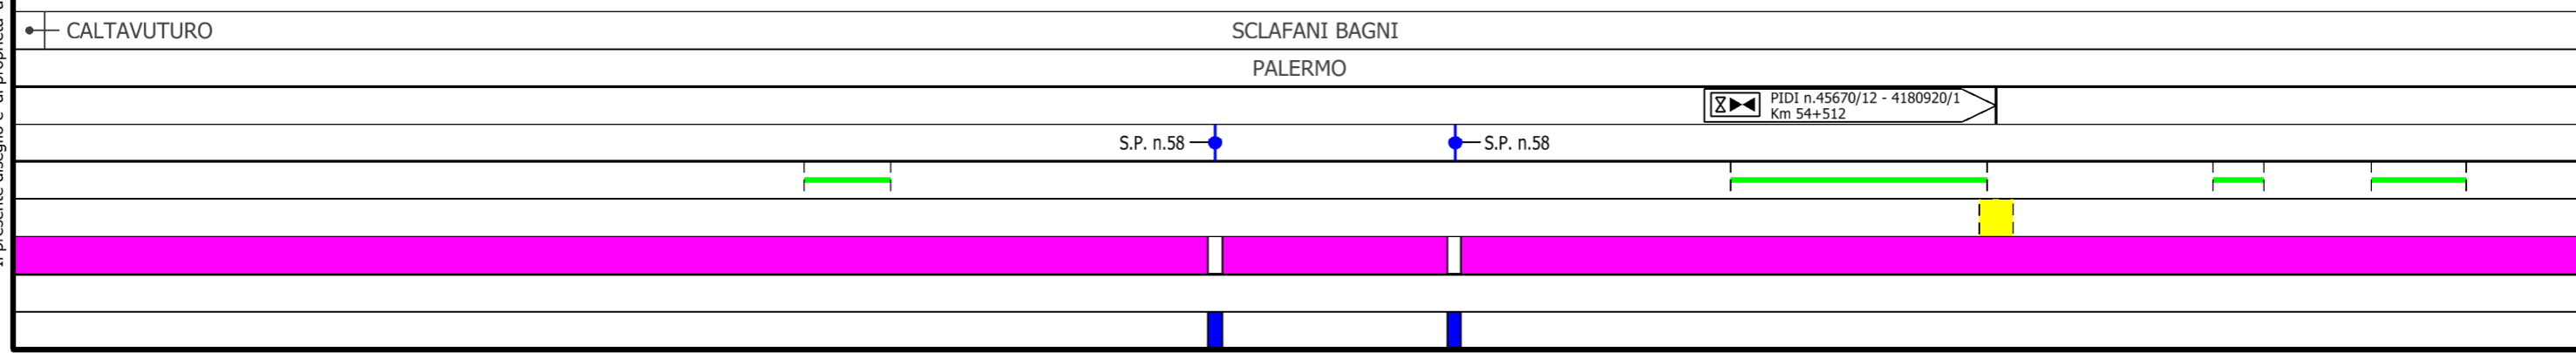 CALTAVUTURO
SCLAFANI BAGNI
PALERMO
PIDI n.45670/12 - 4180920/1
Km 54+512
S.P. n.58
S.P. n.58